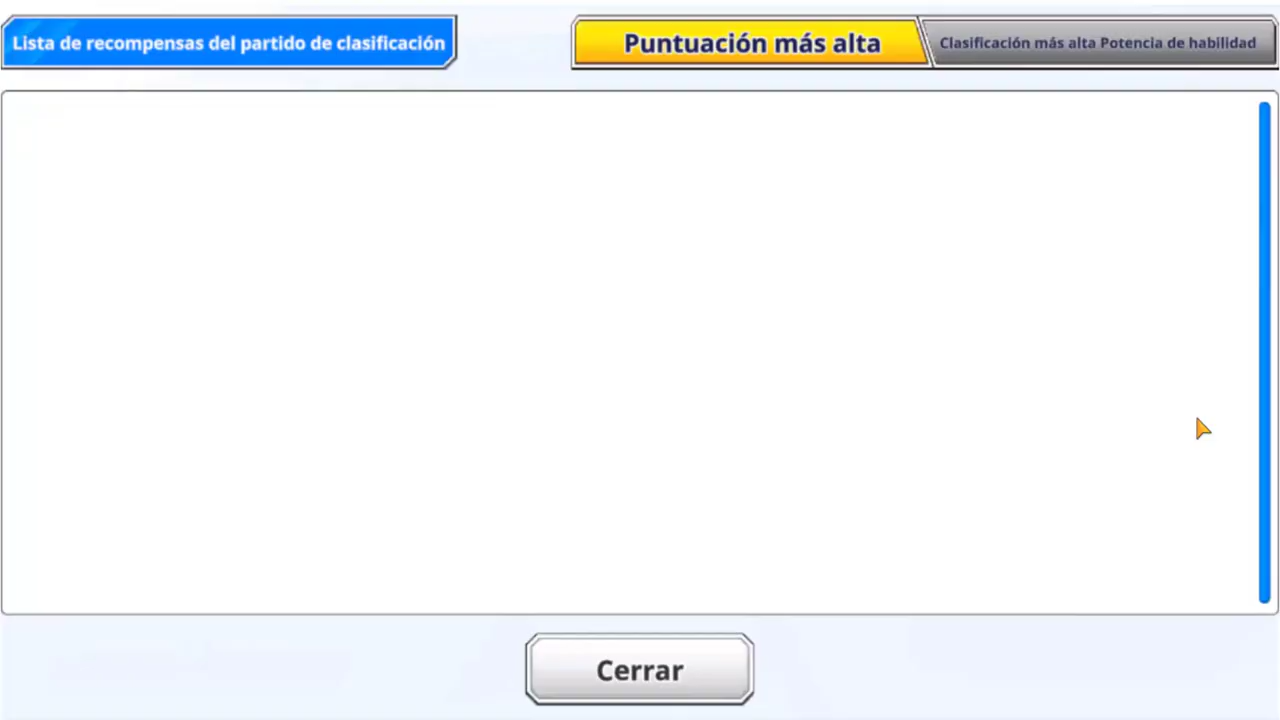 Lista de recompensas del partido de clasificación
Puntuación más alta
Clasificación más alta Potencia de habilidad
Cerrar